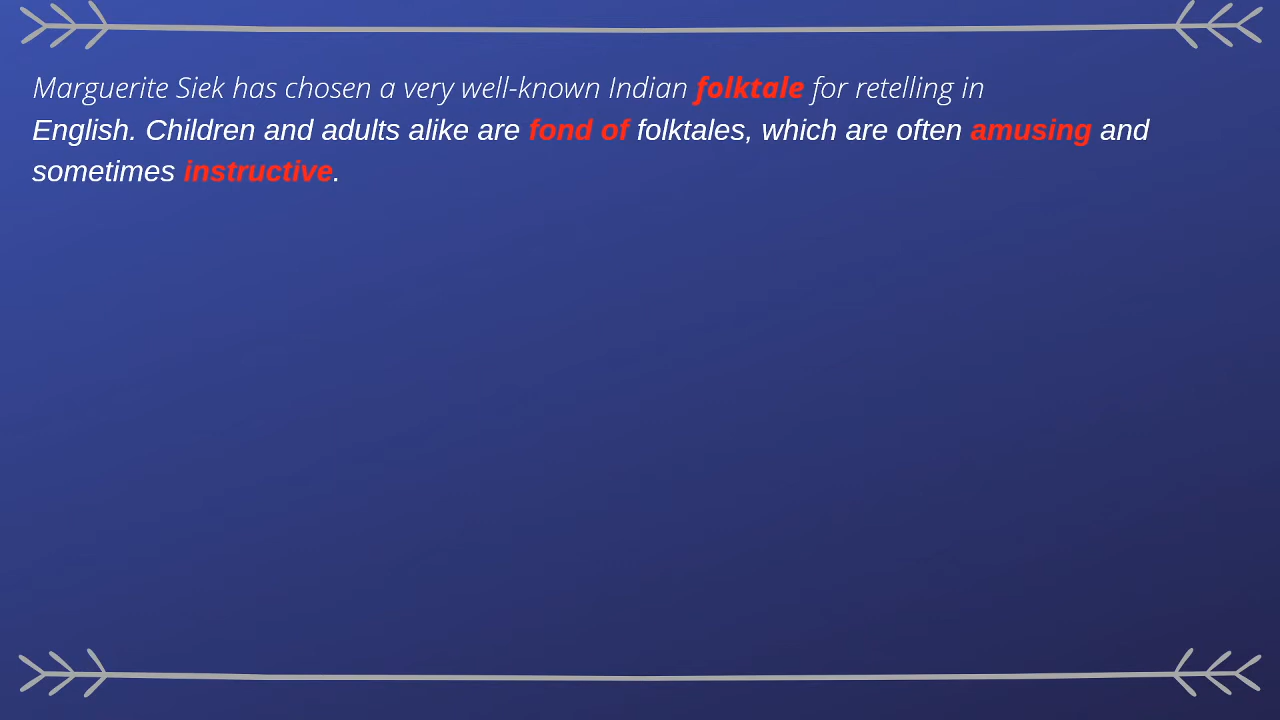 Marguerite Siek has chosen a very well-known Indian folktale for retelling in
English. Children and adults alike are fond of folktales, which are often amusing and
sometimes instructive.